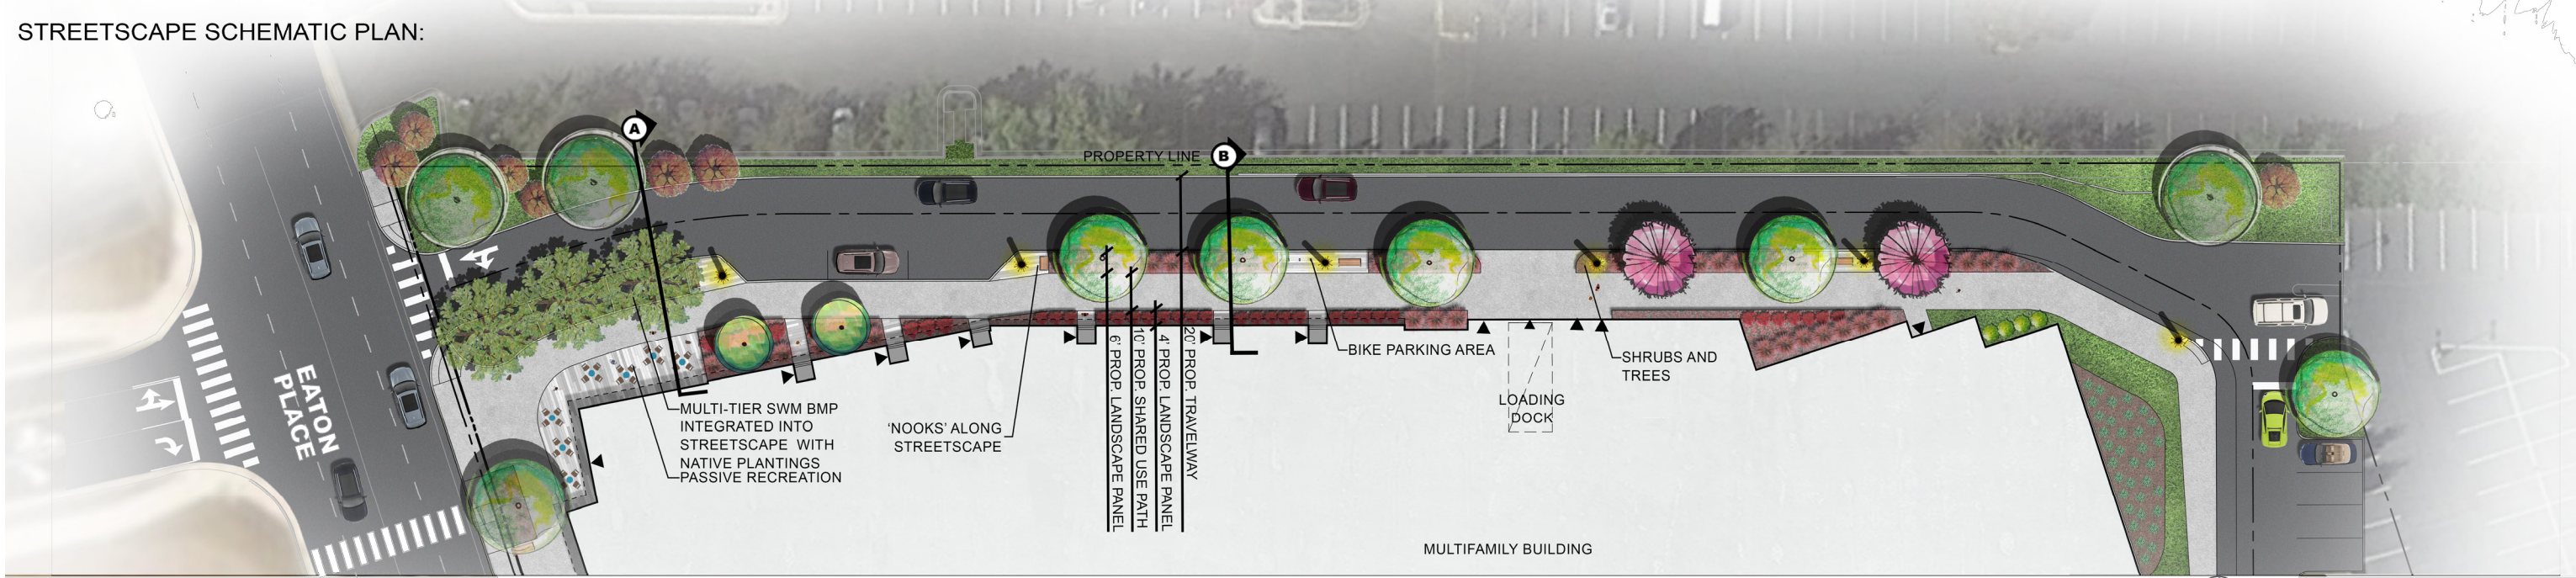 STREETSCAPE SCHEMATIC PLAN:
A
PROPERTY LINE
B
EATON
PLACE
MULTI-TIER SWM BMP
INTEGRATED INTO
STREETSCAPE WITH
NATIVE PLANTINGS
PASSIVE RECREATION
'NOOKS' ALONG
STREETSCAPE
6' PROP. LANDSCAPE PANEL
10' PROP. SHARED USE PATH
4' PROP. LANDSCAPE PANEL
20' PROP. TRAVELWAY
BIKE PARKING AREA
LOADING
DOCK
SHRUBS AND
TREES
MULTIFAMILY BUILDING